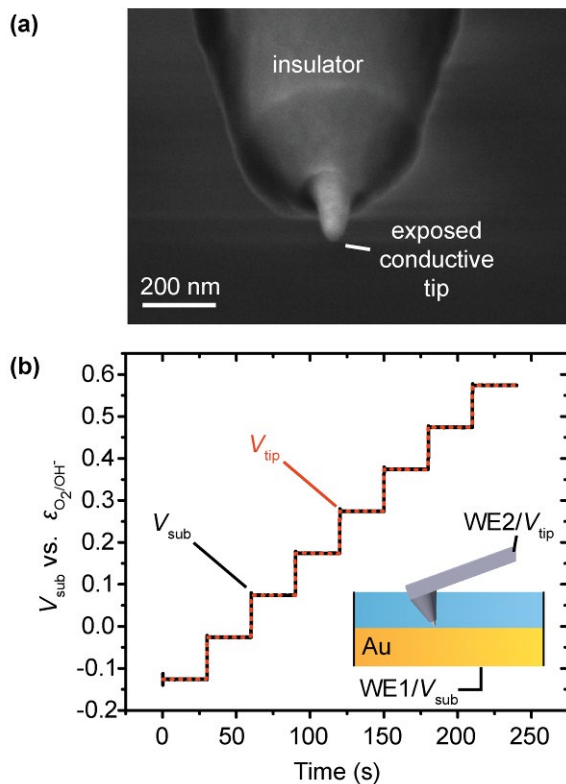 (a)
insulator
exposed
conductive
tip
200 nm
(b)
V_sub vs. ε_O₂/OH⁻
0.6
0.5
0.4
0.3
0.2
0.1
0.0
-0.1
-0.2
V_tip
V_sub
WE2/V_tip
Au
WE1/V_sub
0 50 100 150 200 250
Time (s)